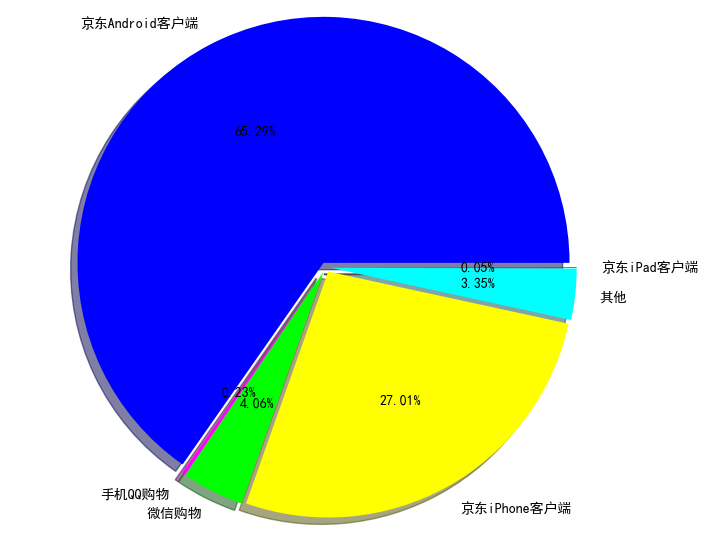 京东Android客户端
65.29%
0.05%
京东iPad客户端
3.35%
其他
0.23%
4.06%
27.01%
手机QQ购物
微信购物
京东iPhone客户端